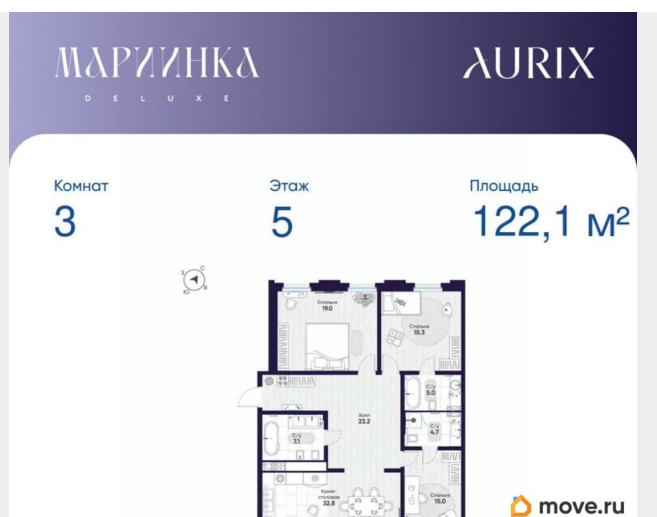 МАРИИНКА
DELUXE
AURIX
Комнат
3
Этаж
5
Площадь
122,1 м²
З С
Ю В
Спальня
19.0
Спальня
15.3
С/у
5.0
Холл
23.2
С/у
4.7
С/у
7.1
Кухня-
столовая
32.8
Спальня
15.0
move.ru